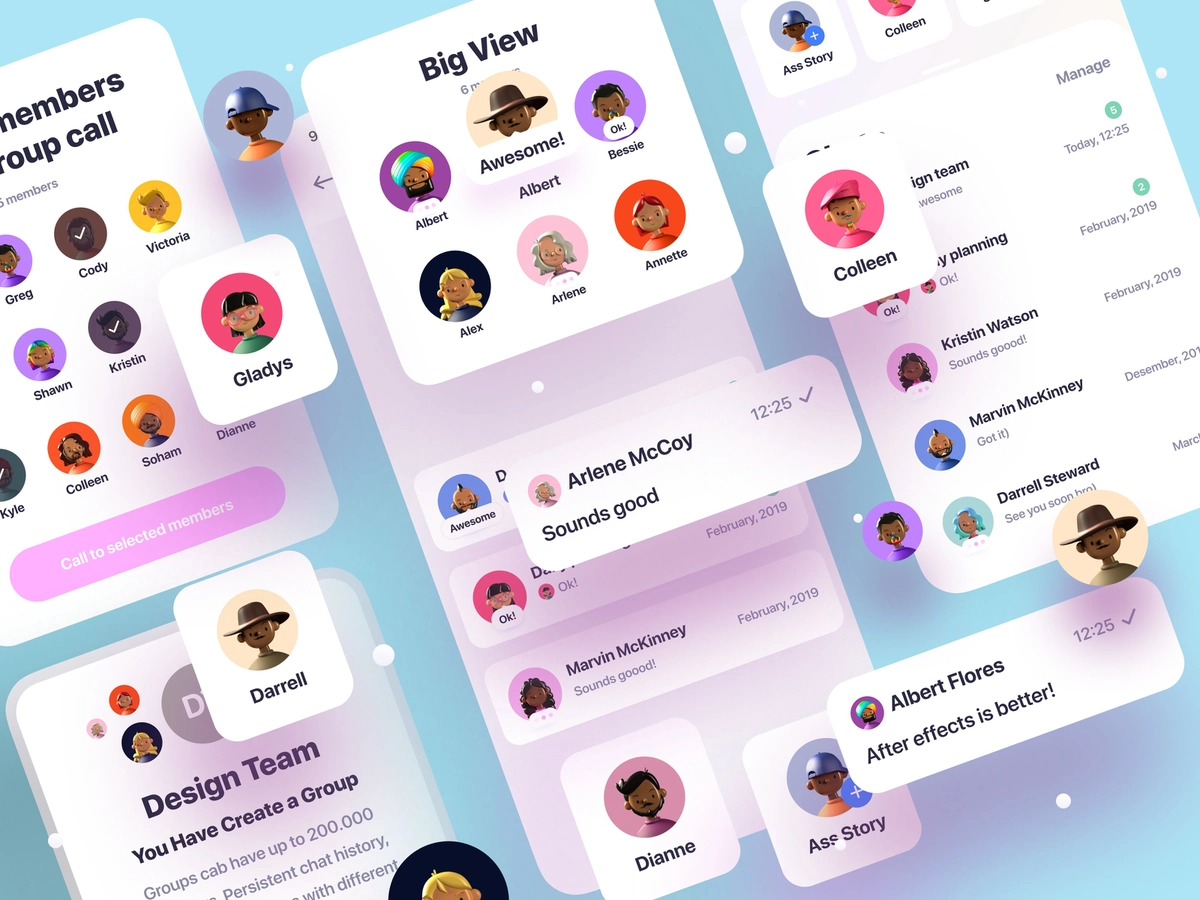 members
roup call
5 members
Greg
Cody
Victoria
Shawn
Kristin
Gladys
Kyle
Colleen
Soham
Dianne
Call to selected members
Darrell
Design Team
You Have Create a Group
Groups cab have up to 200.000
Persistent chat history,
with different
9
Big View
6
Awesome!
Albert
Ok!
Bessie
Albert
Alex
Arlene
Annette
Awesome
12:25
Arlene McCoy
Sounds good
February, 2019
Ok!
Ok!
Marvin McKinney
February, 2019
Sounds goood!
Dianne
Ass Story
Ass Story
Colleen
Manage
5
Today, 12:25
ign team
wesome
2
February, 2019
Colleen
y planning
Ok!
Ok!
February, 2019
Kristin Watson
Sounds goood!
Desember, 201
Marvin McKinney
Got it)
Marc
Darrell Steward
See you soon bro)
12:25
Albert Flores
After effects is better!